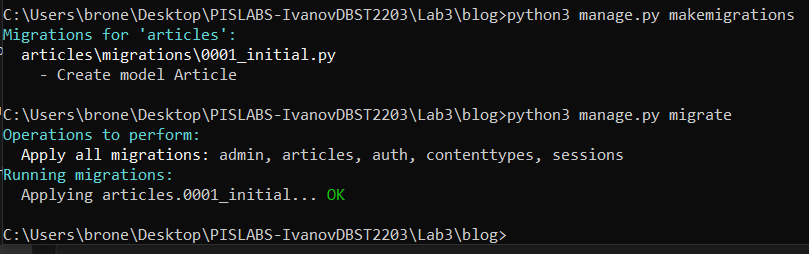 C:\Users\brone\Desktop\PISLABS-IvanovDBST2203\Lab3\blog>python3 manage.py makemigrations
Migrations for 'articles':
  articles\migrations\0001_initial.py
    - Create model Article
C:\Users\brone\Desktop\PISLABS-IvanovDBST2203\Lab3\blog>python3 manage.py migrate
Operations to perform:
  Apply all migrations: admin, articles, auth, contenttypes, sessions
Running migrations:
  Applying articles.0001_initial... OK
C:\Users\brone\Desktop\PISLABS-IvanovDBST2203\Lab3\blog>